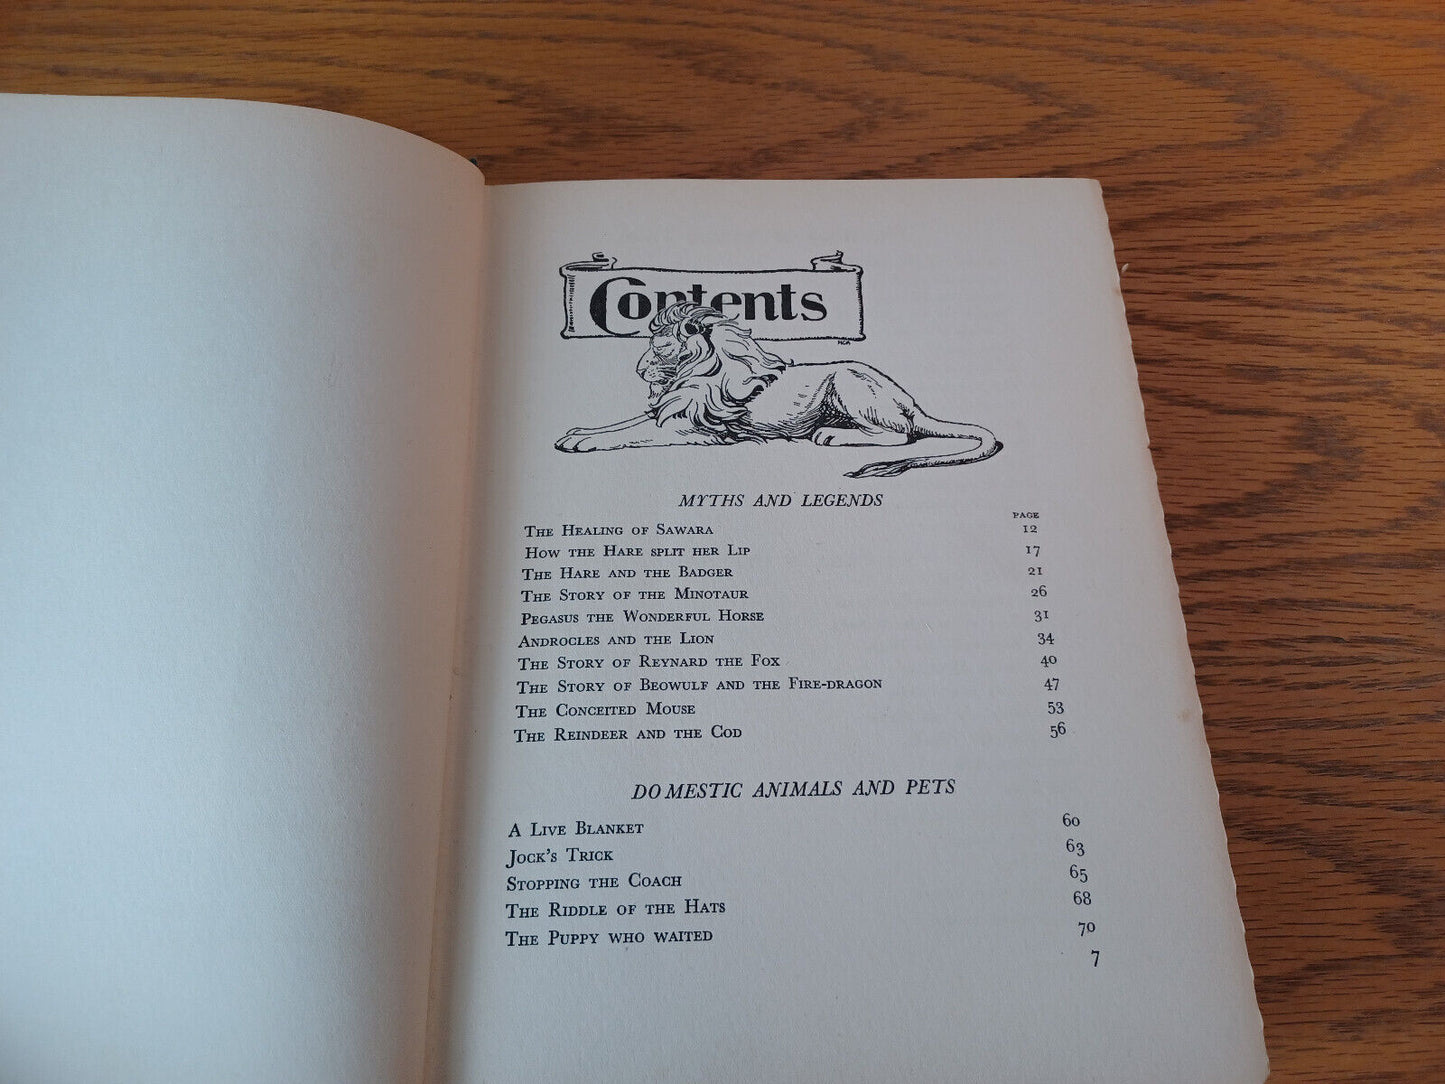 Contents
MYTHS AND LEGENDS
PAGE
The Healing of Sawara 12
How the Hare split her Lip 17
The Hare and the Badger 21
The Story of the Minotaur 26
Pegasus the Wonderful Horse 31
Androcles and the Lion 34
The Story of Reynard the Fox 40
The Story of Beowulf and the Fire-dragon 47
The Conceited Mouse 53
The Reindeer and the Cod 56
DOMESTIC ANIMALS AND PETS
A Live Blanket 60
Jock's Trick 63
Stopping the Coach 65
The Riddle of the Hats 68
The Puppy who waited 70
7